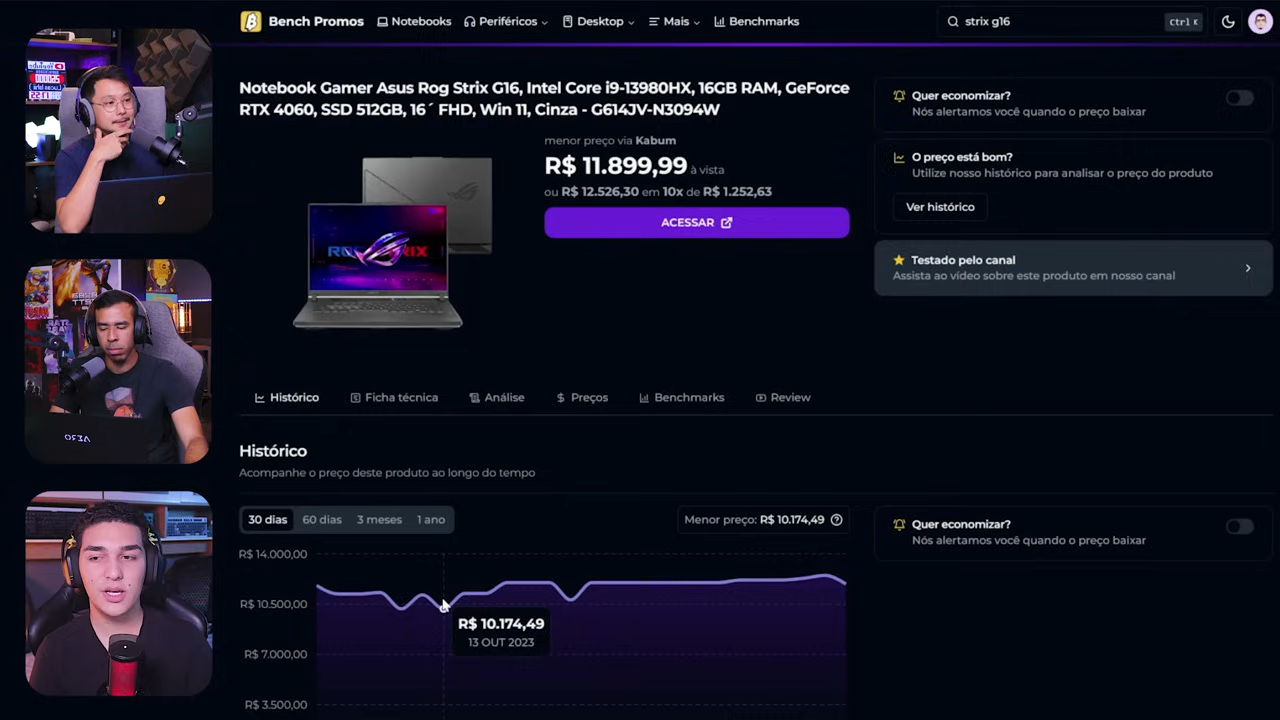 Bench Promos
Notebooks
Periféricos
Desktop
Mais
Benchmarks
strix g16
Ctrl K
Notebook Gamer Asus Rog Strix G16, Intel Core i9-13980HX, 16GB RAM, GeForce
RTX 4060, SSD 512GB, 16´ FHD, Win 11, Cinza - G614JV-N3094W
menor preço via Kabum
R$ 11.899,99 à vista
ou R$ 12.526,30 em 10x de R$ 1.252,63
ACESSAR
Quer economizar?
Nós alertamos você quando o preço baixar
O preço está bom?
Utilize nosso histórico para analisar o preço do produto
Ver histórico
Testado pelo canal
Assista ao vídeo sobre este produto em nosso canal
Histórico
Ficha técnica
Análise
Preços
Benchmarks
Review
Histórico
Acompanhe o preço deste produto ao longo do tempo
30 dias
60 dias
3 meses
1 ano
Menor preço: R$ 10.174,49
Quer economizar?
Nós alertamos você quando o preço baixar
R$ 14.000,00
R$ 10.500,00
R$ 7.000,00
R$ 3.500,00
R$ 10.174,49
13 OUT 2023